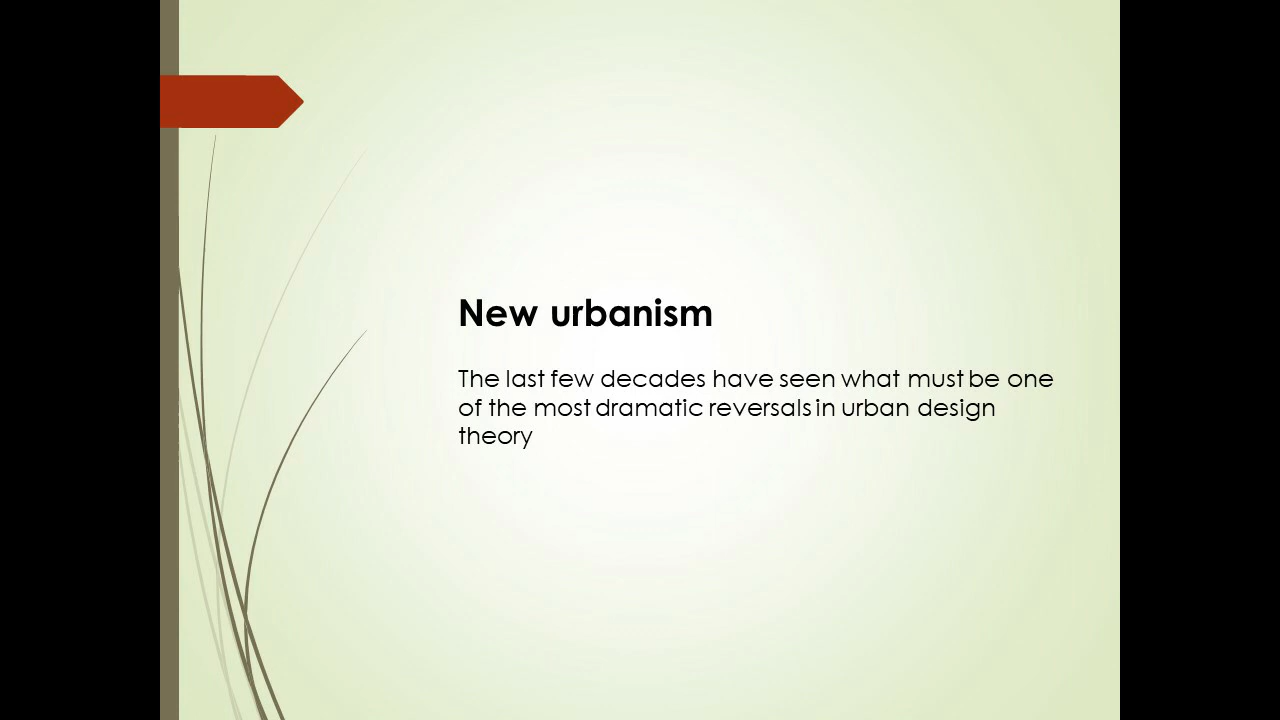 New urbanism
The last few decades have seen what must be one
of the most dramatic reversals in urban design
theory